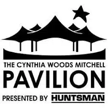 THE CYNTHIA WOODS MITCHELL
PAVILION
PRESENTED BY HUNTSMAN